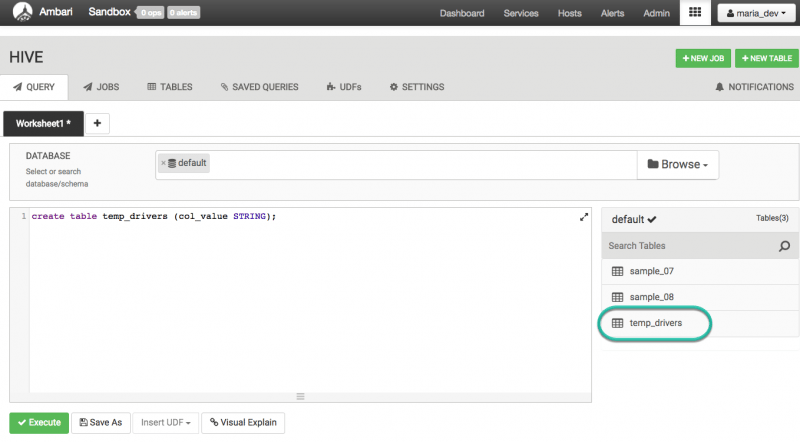 Ambari Sandbox 0 ops 0 alerts Dashboard Services Hosts Alerts Admin maria_dev
HIVE
+ NEW JOB + NEW TABLE
QUERY JOBS TABLES SAVED QUERIES UDFs SETTINGS NOTIFICATIONS
Worksheet1 * +
DATABASE
Select or search
database/schema
× default
Browse
1 create table temp_drivers (col_value STRING);
default Tables(3)
Search Tables
sample_07
sample_08
temp_drivers
Execute Save As Insert UDF Visual Explain